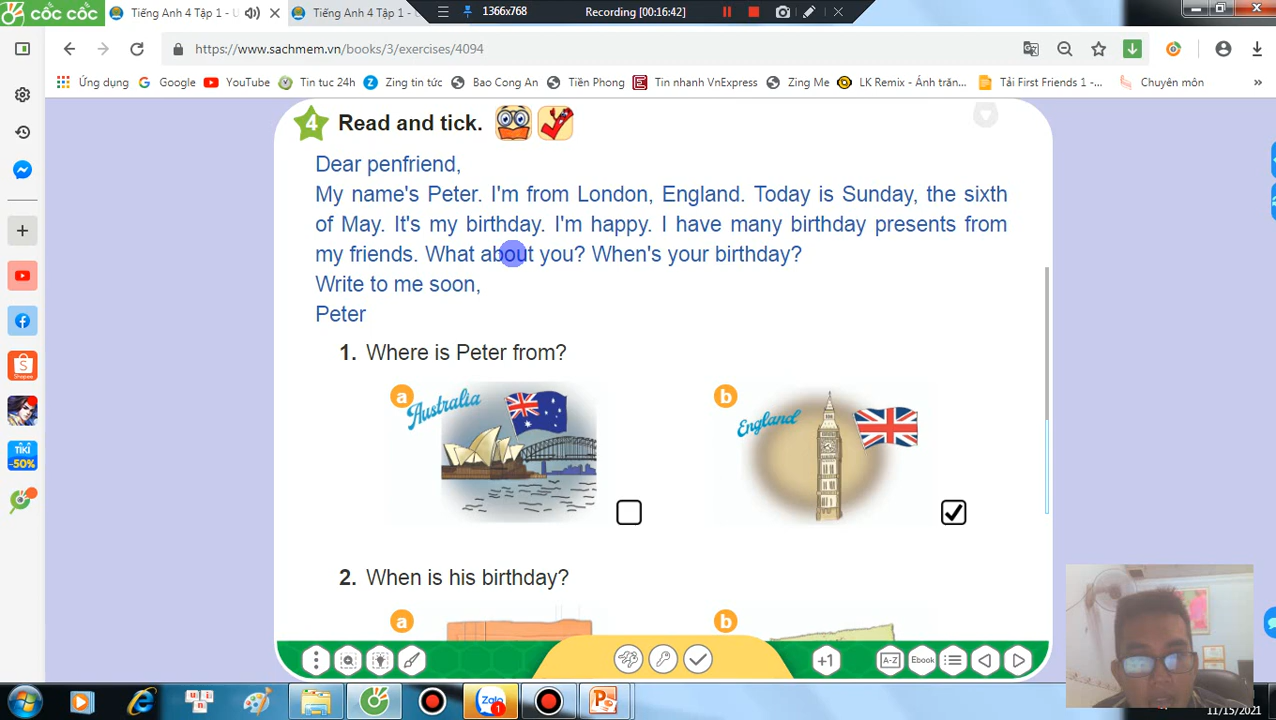 CỐC CỐC
Tiếng Anh 4 Tập 1 - U
Tiếng Anh 4 Tập 1 - U
1366x768
Recording [00:16:42]
https://www.sachmem.vn/books/3/exercises/4094
Ứng dụng
Google
YouTube
Tin tuc 24h
Zing tin tức
Bao Cong An
Tiền Phong
Tin nhanh VnExpress
Zing Me
LK Remix - Ảnh trăn...
Tải First Friends 1 -...
Chuyên môn
»
4 Read and tick.
Dear penfriend,
My name's Peter. I'm from London, England. Today is Sunday, the sixth
of May. It's my birthday. I'm happy. I have many birthday presents from
my friends. What about you? When's your birthday?
Write to me soon,
Peter
1. Where is Peter from?
a Australia
b England
2. When is his birthday?
a
b
Shopee
TIKI
-50%
+1
A-Z
Ebook
Zalo
1
11/15/2021